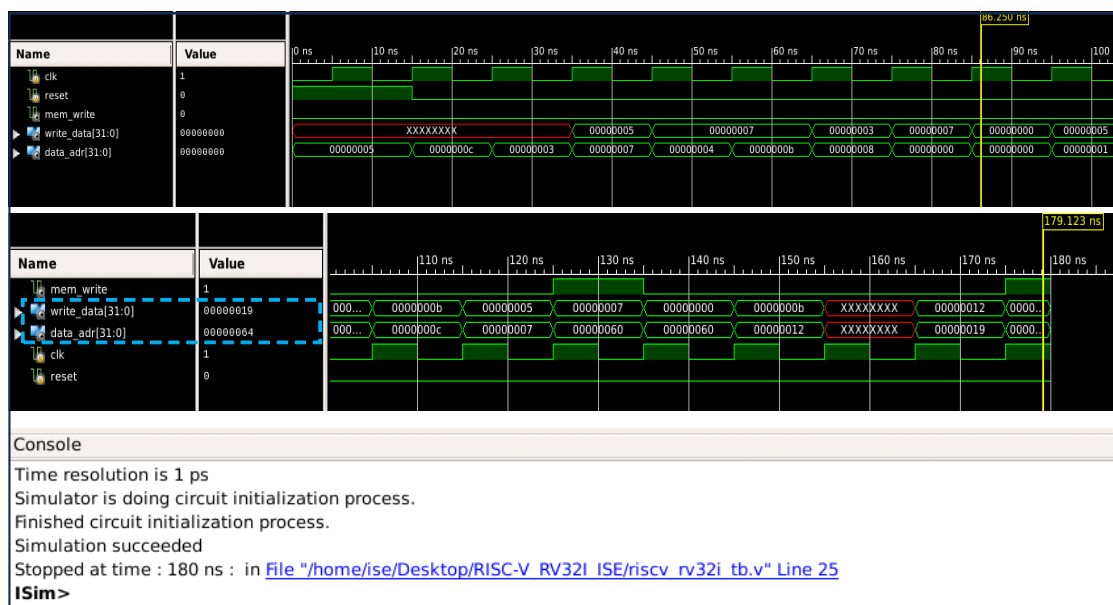 86.250 ns
Name Value 0 ns 10 ns 20 ns 30 ns 40 ns 50 ns 60 ns 70 ns 80 ns 90 ns 100
clk 1
reset 0
mem_write 0
write_data[31:0] 00000000 XXXXXXXX 00000005 00000007 00000003 00000007 00000000 00000005
data_adr[31:0] 00000000 00000005 0000000c 00000003 00000007 00000004 0000000b 00000008 00000000 00000000 00000001
179.123 ns
Name Value 110 ns 120 ns 130 ns 140 ns 150 ns 160 ns 170 ns 180 ns
mem_write 1
write_data[31:0] 00000019 000... 0000000b 00000005 00000007 00000000 0000000b XXXXXXXX 00000012 0000...
data_adr[31:0] 00000064 000... 0000000c 00000007 00000060 00000060 00000012 XXXXXXXX 00000019 0000...
clk 1
reset 0
Console
Time resolution is 1 ps
Simulator is doing circuit initialization process.
Finished circuit initialization process.
Simulation succeeded
Stopped at time : 180 ns : in File "/home/ise/Desktop/RISC-V_RV32I_ISE/riscv_rv32i_tb.v" Line 25
ISim>